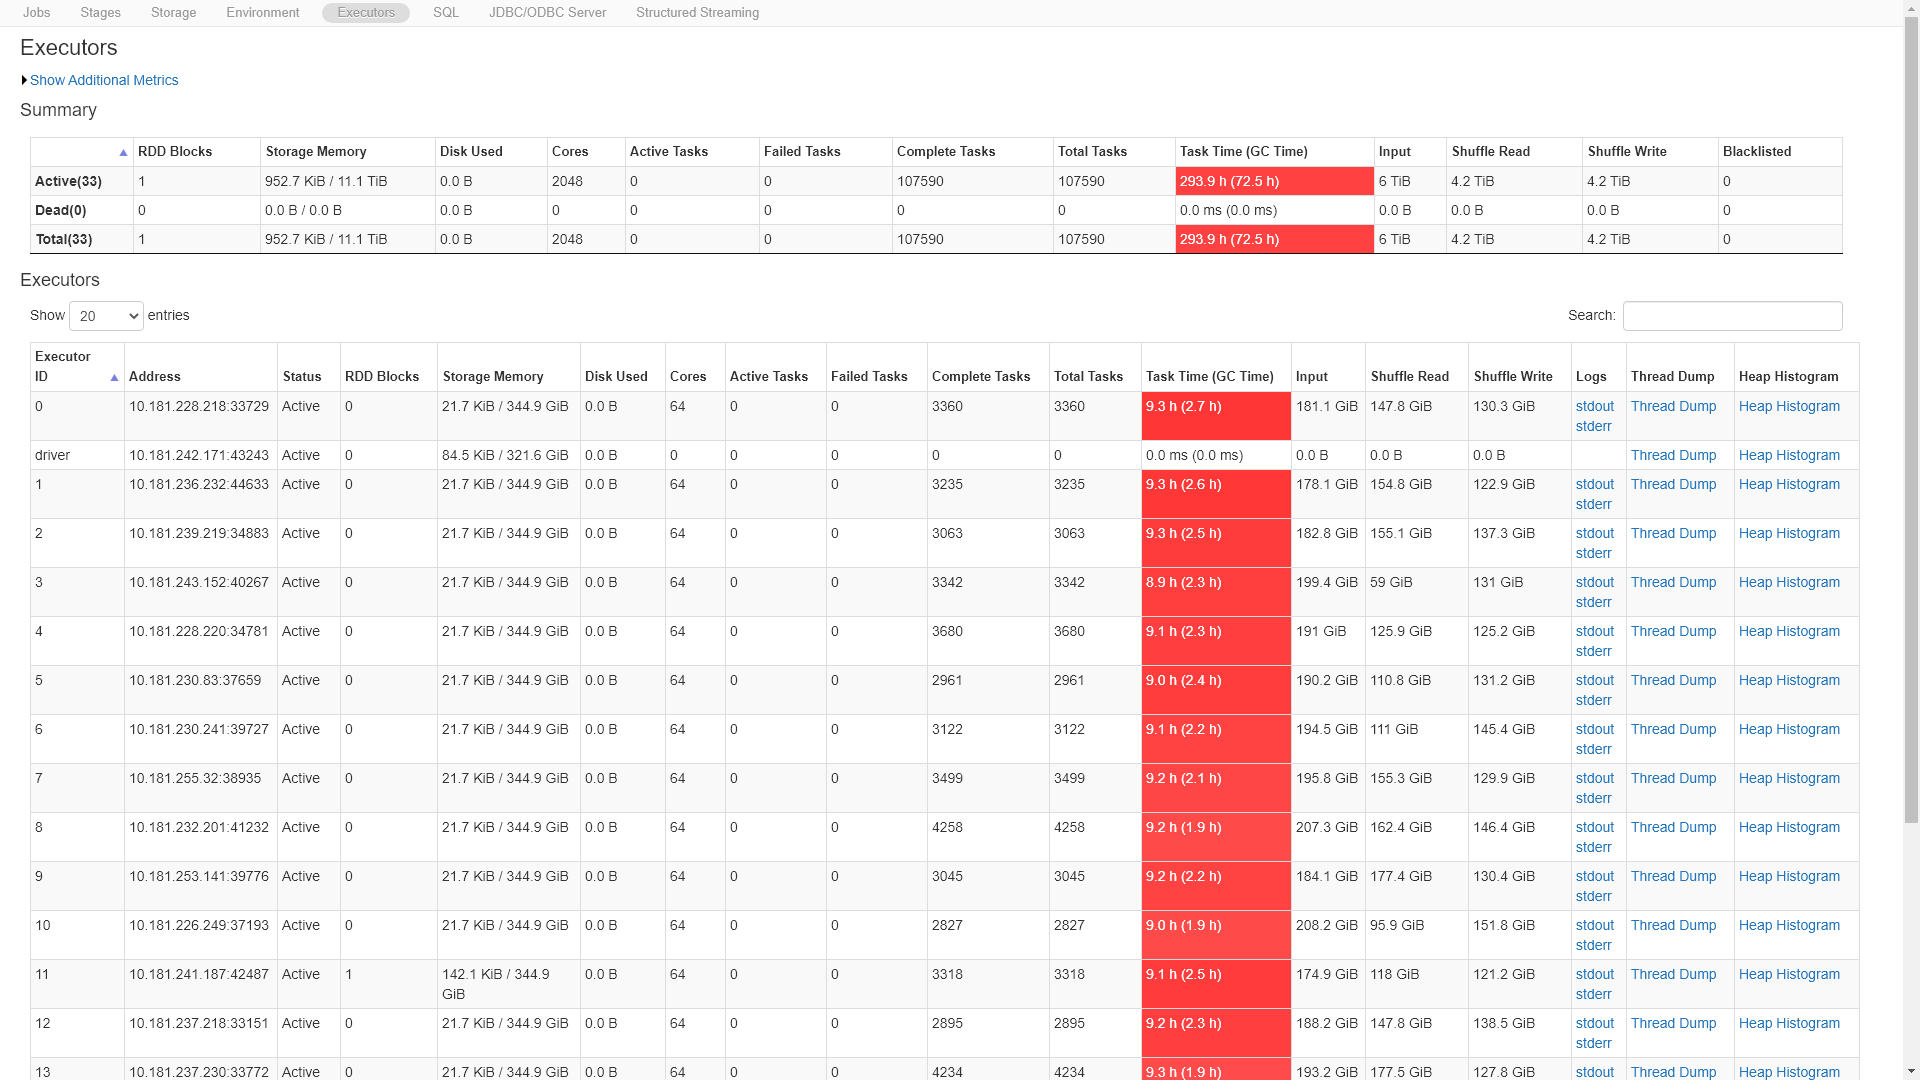 Jobs Stages Storage Environment Executors SQL JDBC/ODBC Server Structured Streaming
Executors
Show Additional Metrics
Summary
RDD Blocks Storage Memory Disk Used Cores Active Tasks Failed Tasks Complete Tasks Total Tasks Task Time (GC Time) Input Shuffle Read Shuffle Write Blacklisted
Active(33) 1 952.7 KiB / 11.1 TiB 0.0 B 2048 0 0 107590 107590 293.9 h (72.5 h) 6 TiB 4.2 TiB 4.2 TiB 0
Dead(0) 0 0.0 B / 0.0 B 0.0 B 0 0 0 0 0 0.0 ms (0.0 ms) 0.0 B 0.0 B 0.0 B 0
Total(33) 1 952.7 KiB / 11.1 TiB 0.0 B 2048 0 0 107590 107590 293.9 h (72.5 h) 6 TiB 4.2 TiB 4.2 TiB 0
Executors
Show 20 entries Search:
Executor
ID Address Status RDD Blocks Storage Memory Disk Used Cores Active Tasks Failed Tasks Complete Tasks Total Tasks Task Time (GC Time) Input Shuffle Read Shuffle Write Logs Thread Dump Heap Histogram
0 10.181.228.218:33729 Active 0 21.7 KiB / 344.9 GiB 0.0 B 64 0 0 3360 3360 9.3 h (2.7 h) 181.1 GiB 147.8 GiB 130.3 GiB stdout Thread Dump Heap Histogram
stderr
driver 10.181.242.171:43243 Active 0 84.5 KiB / 321.6 GiB 0.0 B 0 0 0 0 0 0.0 ms (0.0 ms) 0.0 B 0.0 B 0.0 B Thread Dump Heap Histogram
1 10.181.236.232:44633 Active 0 21.7 KiB / 344.9 GiB 0.0 B 64 0 0 3235 3235 9.3 h (2.6 h) 178.1 GiB 154.8 GiB 122.9 GiB stdout Thread Dump Heap Histogram
stderr
2 10.181.239.219:34883 Active 0 21.7 KiB / 344.9 GiB 0.0 B 64 0 0 3063 3063 9.3 h (2.5 h) 182.8 GiB 155.1 GiB 137.3 GiB stdout Thread Dump Heap Histogram
stderr
3 10.181.243.152:40267 Active 0 21.7 KiB / 344.9 GiB 0.0 B 64 0 0 3342 3342 8.9 h (2.3 h) 199.4 GiB 59 GiB 131 GiB stdout Thread Dump Heap Histogram
stderr
4 10.181.228.220:34781 Active 0 21.7 KiB / 344.9 GiB 0.0 B 64 0 0 3680 3680 9.1 h (2.3 h) 191 GiB 125.9 GiB 125.2 GiB stdout Thread Dump Heap Histogram
stderr
5 10.181.230.83:37659 Active 0 21.7 KiB / 344.9 GiB 0.0 B 64 0 0 2961 2961 9.0 h (2.4 h) 190.2 GiB 110.8 GiB 131.2 GiB stdout Thread Dump Heap Histogram
stderr
6 10.181.230.241:39727 Active 0 21.7 KiB / 344.9 GiB 0.0 B 64 0 0 3122 3122 9.1 h (2.2 h) 194.5 GiB 111 GiB 145.4 GiB stdout Thread Dump Heap Histogram
stderr
7 10.181.255.32:38935 Active 0 21.7 KiB / 344.9 GiB 0.0 B 64 0 0 3499 3499 9.2 h (2.1 h) 195.8 GiB 155.3 GiB 129.9 GiB stdout Thread Dump Heap Histogram
stderr
8 10.181.232.201:41232 Active 0 21.7 KiB / 344.9 GiB 0.0 B 64 0 0 4258 4258 9.2 h (1.9 h) 207.3 GiB 162.4 GiB 146.4 GiB stdout Thread Dump Heap Histogram
stderr
9 10.181.253.141:39776 Active 0 21.7 KiB / 344.9 GiB 0.0 B 64 0 0 3045 3045 9.2 h (2.2 h) 184.1 GiB 177.4 GiB 130.4 GiB stdout Thread Dump Heap Histogram
stderr
10 10.181.226.249:37193 Active 0 21.7 KiB / 344.9 GiB 0.0 B 64 0 0 2827 2827 9.0 h (1.9 h) 208.2 GiB 95.9 GiB 151.8 GiB stdout Thread Dump Heap Histogram
stderr
11 10.181.241.187:42487 Active 1 142.1 KiB / 344.9 0.0 B 64 0 0 3318 3318 9.1 h (2.5 h) 174.9 GiB 118 GiB 121.2 GiB stdout Thread Dump Heap Histogram
GiB stderr
12 10.181.237.218:33151 Active 0 21.7 KiB / 344.9 GiB 0.0 B 64 0 0 2895 2895 9.2 h (2.3 h) 188.2 GiB 147.8 GiB 138.5 GiB stdout Thread Dump Heap Histogram
stderr
13 10.181.237.230:33772 Active 0 21.7 KiB / 344.9 GiB 0.0 B 64 0 0 4234 4234 9.3 h (1.9 h) 193.2 GiB 177.5 GiB 127.8 GiB stdout Thread Dump Heap Histogram